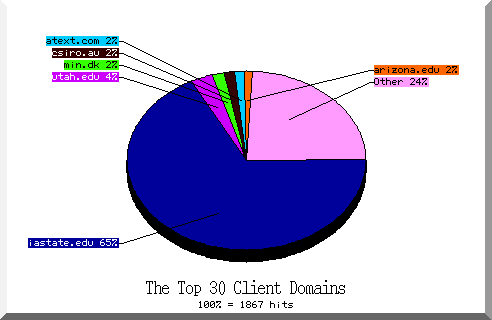 atext.com 2%
csiro.au 2%
min.dk 2%
utah.edu 4%
arizona.edu 2%
Other 24%
iastate.edu 65%
The Top 30 Client Domains
100% = 1867 hits